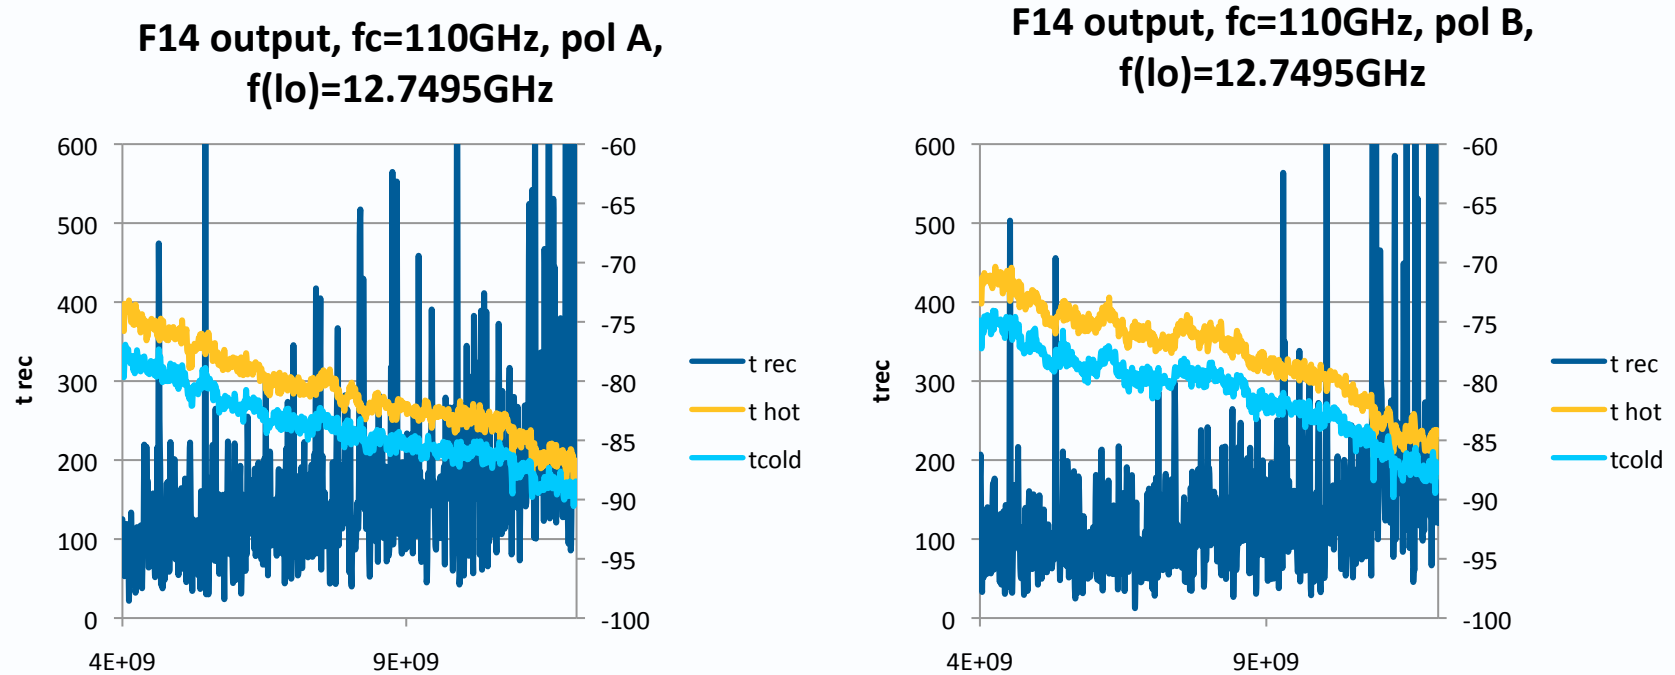 F14 output, fc=110GHz, pol A,
f(lo)=12.7495GHz
600
500
400
300
200
100
0
t rec
-60
-65
-70
-75
-80
-85
-90
-95
-100
4E+09
9E+09
t rec
t hot
tcold
F14 output, fc=110GHz, pol B,
f(lo)=12.7495GHz
600
500
400
300
200
100
0
trec
-60
-65
-70
-75
-80
-85
-90
-95
-100
4E+09
9E+09
t rec
t hot
tcold